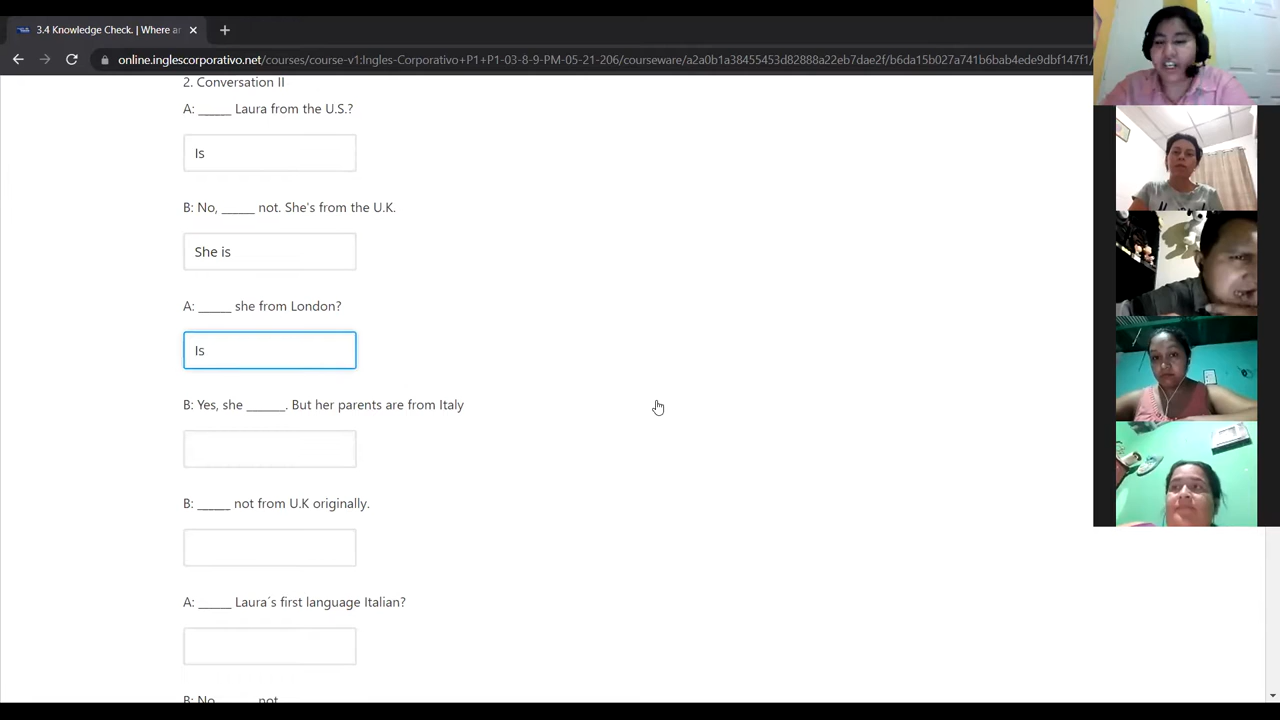 3.4 Knowledge Check. | Where a
online.inglescorporativo.net/courses/course-v1:Ingles-Corporativo+P1+P1-03-8-9-PM-05-21-206/courseware/a2a0b1a38455453d82888a22eb7dae2f/b6da15b027a741b6bab4ede9dbf147f1/
2. Conversation II
A: _____ Laura from the U.S.?
Is
B: No, _____ not. She's from the U.K.
She is
A: _____ she from London?
Is
B: Yes, she ______. But her parents are from Italy
B: _____ not from U.K originally.
A: _____ Laura´s first language Italian?
B: No, _____ not.